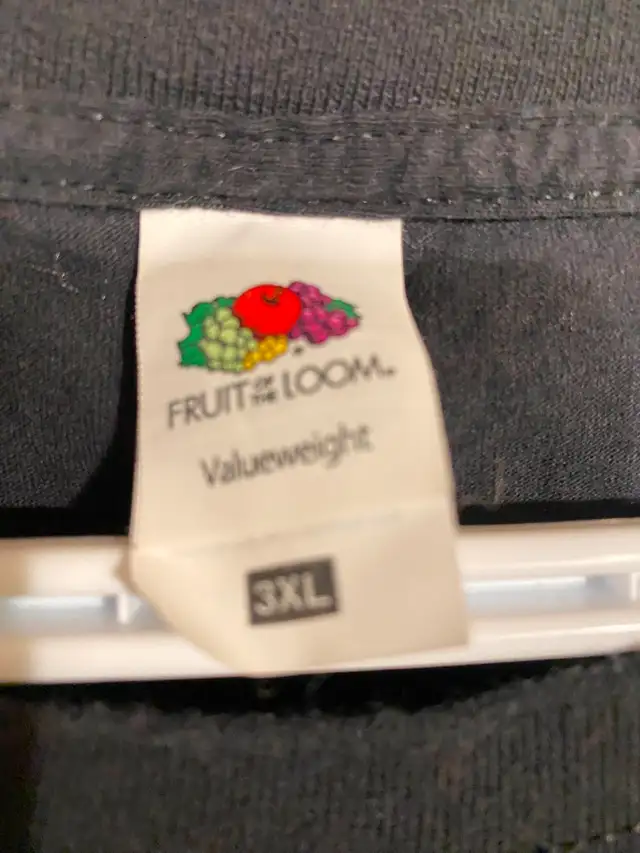 FRUIT OF THE LOOM
Valueweight
3XL